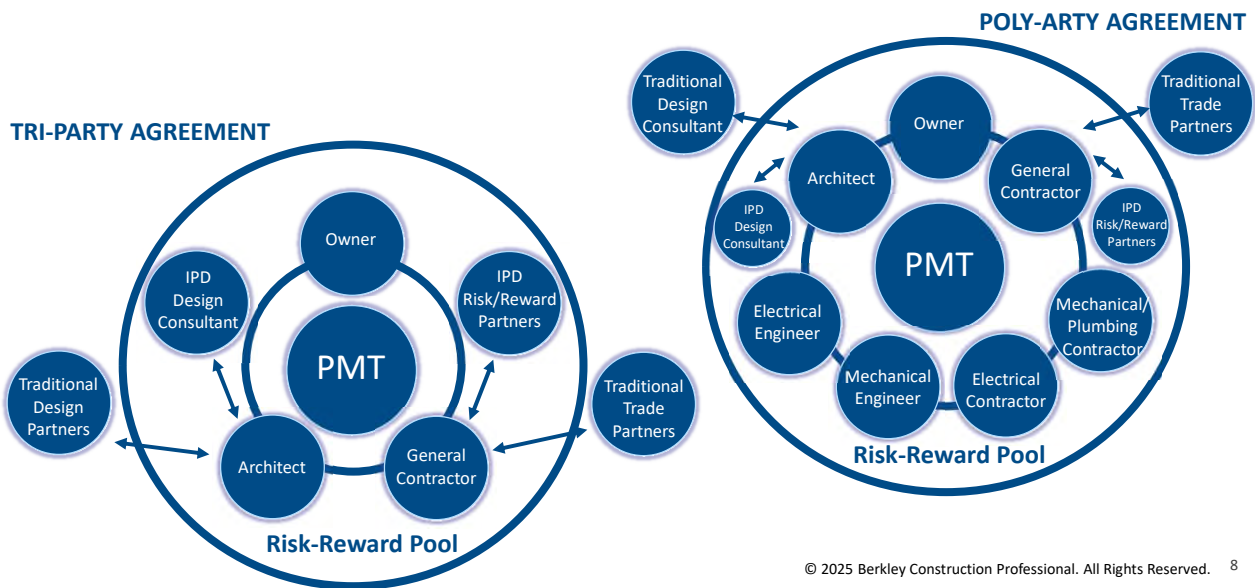 POLY-ARTY AGREEMENT
Traditional
Design
Consultant
Owner
Traditional
Trade
Partners
Architect
General
Contractor
IPD
Design
Consultant
IPD
Risk/Reward
Partners
PMT
Electrical
Engineer
Mechanical/
Plumbing
Contractor
Mechanical
Engineer
Electrical
Contractor
Risk-Reward Pool
TRI-PARTY AGREEMENT
Owner
IPD
Design
Consultant
IPD
Risk/Reward
Partners
PMT
Traditional
Design
Partners
Traditional
Trade
Partners
Architect
General
Contractor
Risk-Reward Pool
© 2025 Berkley Construction Professional. All Rights Reserved. 8